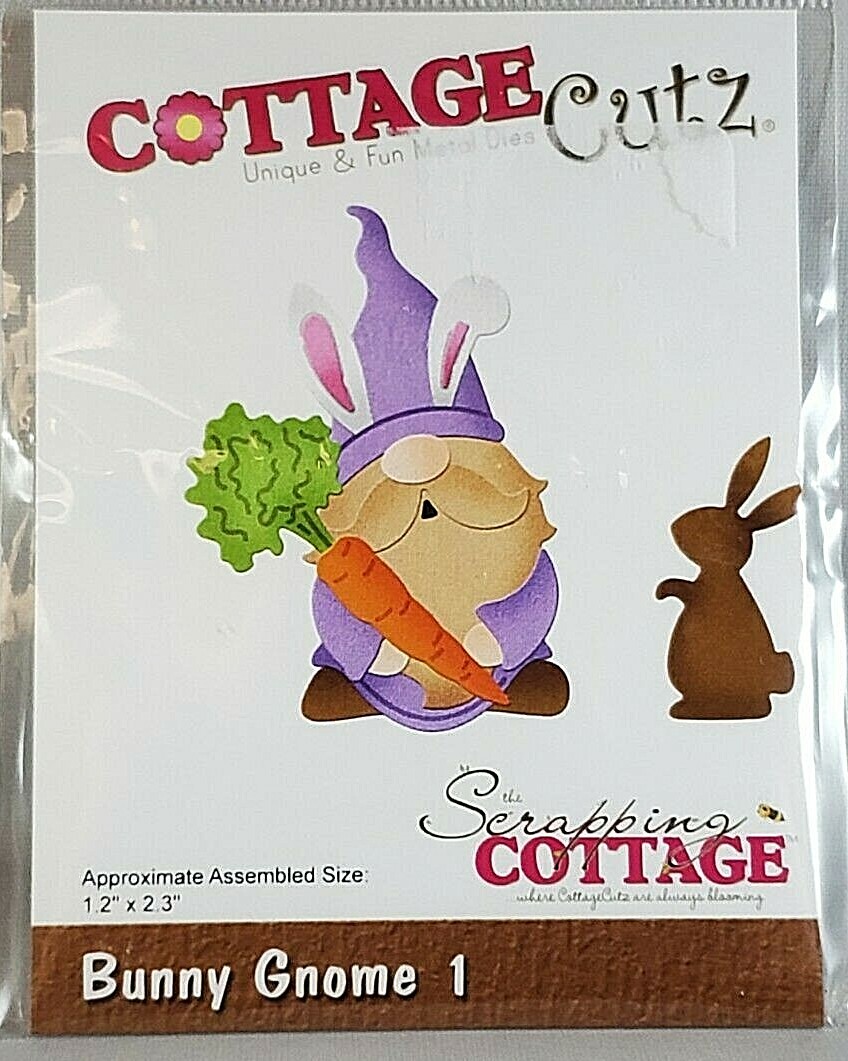 COTTAGE CUTZ®
Unique & Fun Metal Dies
the
Scrapping
COTTAGE™
where CottageCutz are always blooming
Approximate Assembled Size:
1.2" x 2.3"
Bunny Gnome 1